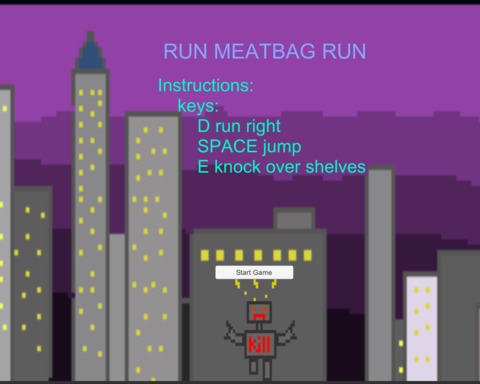 RUN MEATBAG RUN
Instructions:
keys:
D run right
SPACE jump
E knock over shelves
Start Game
kill